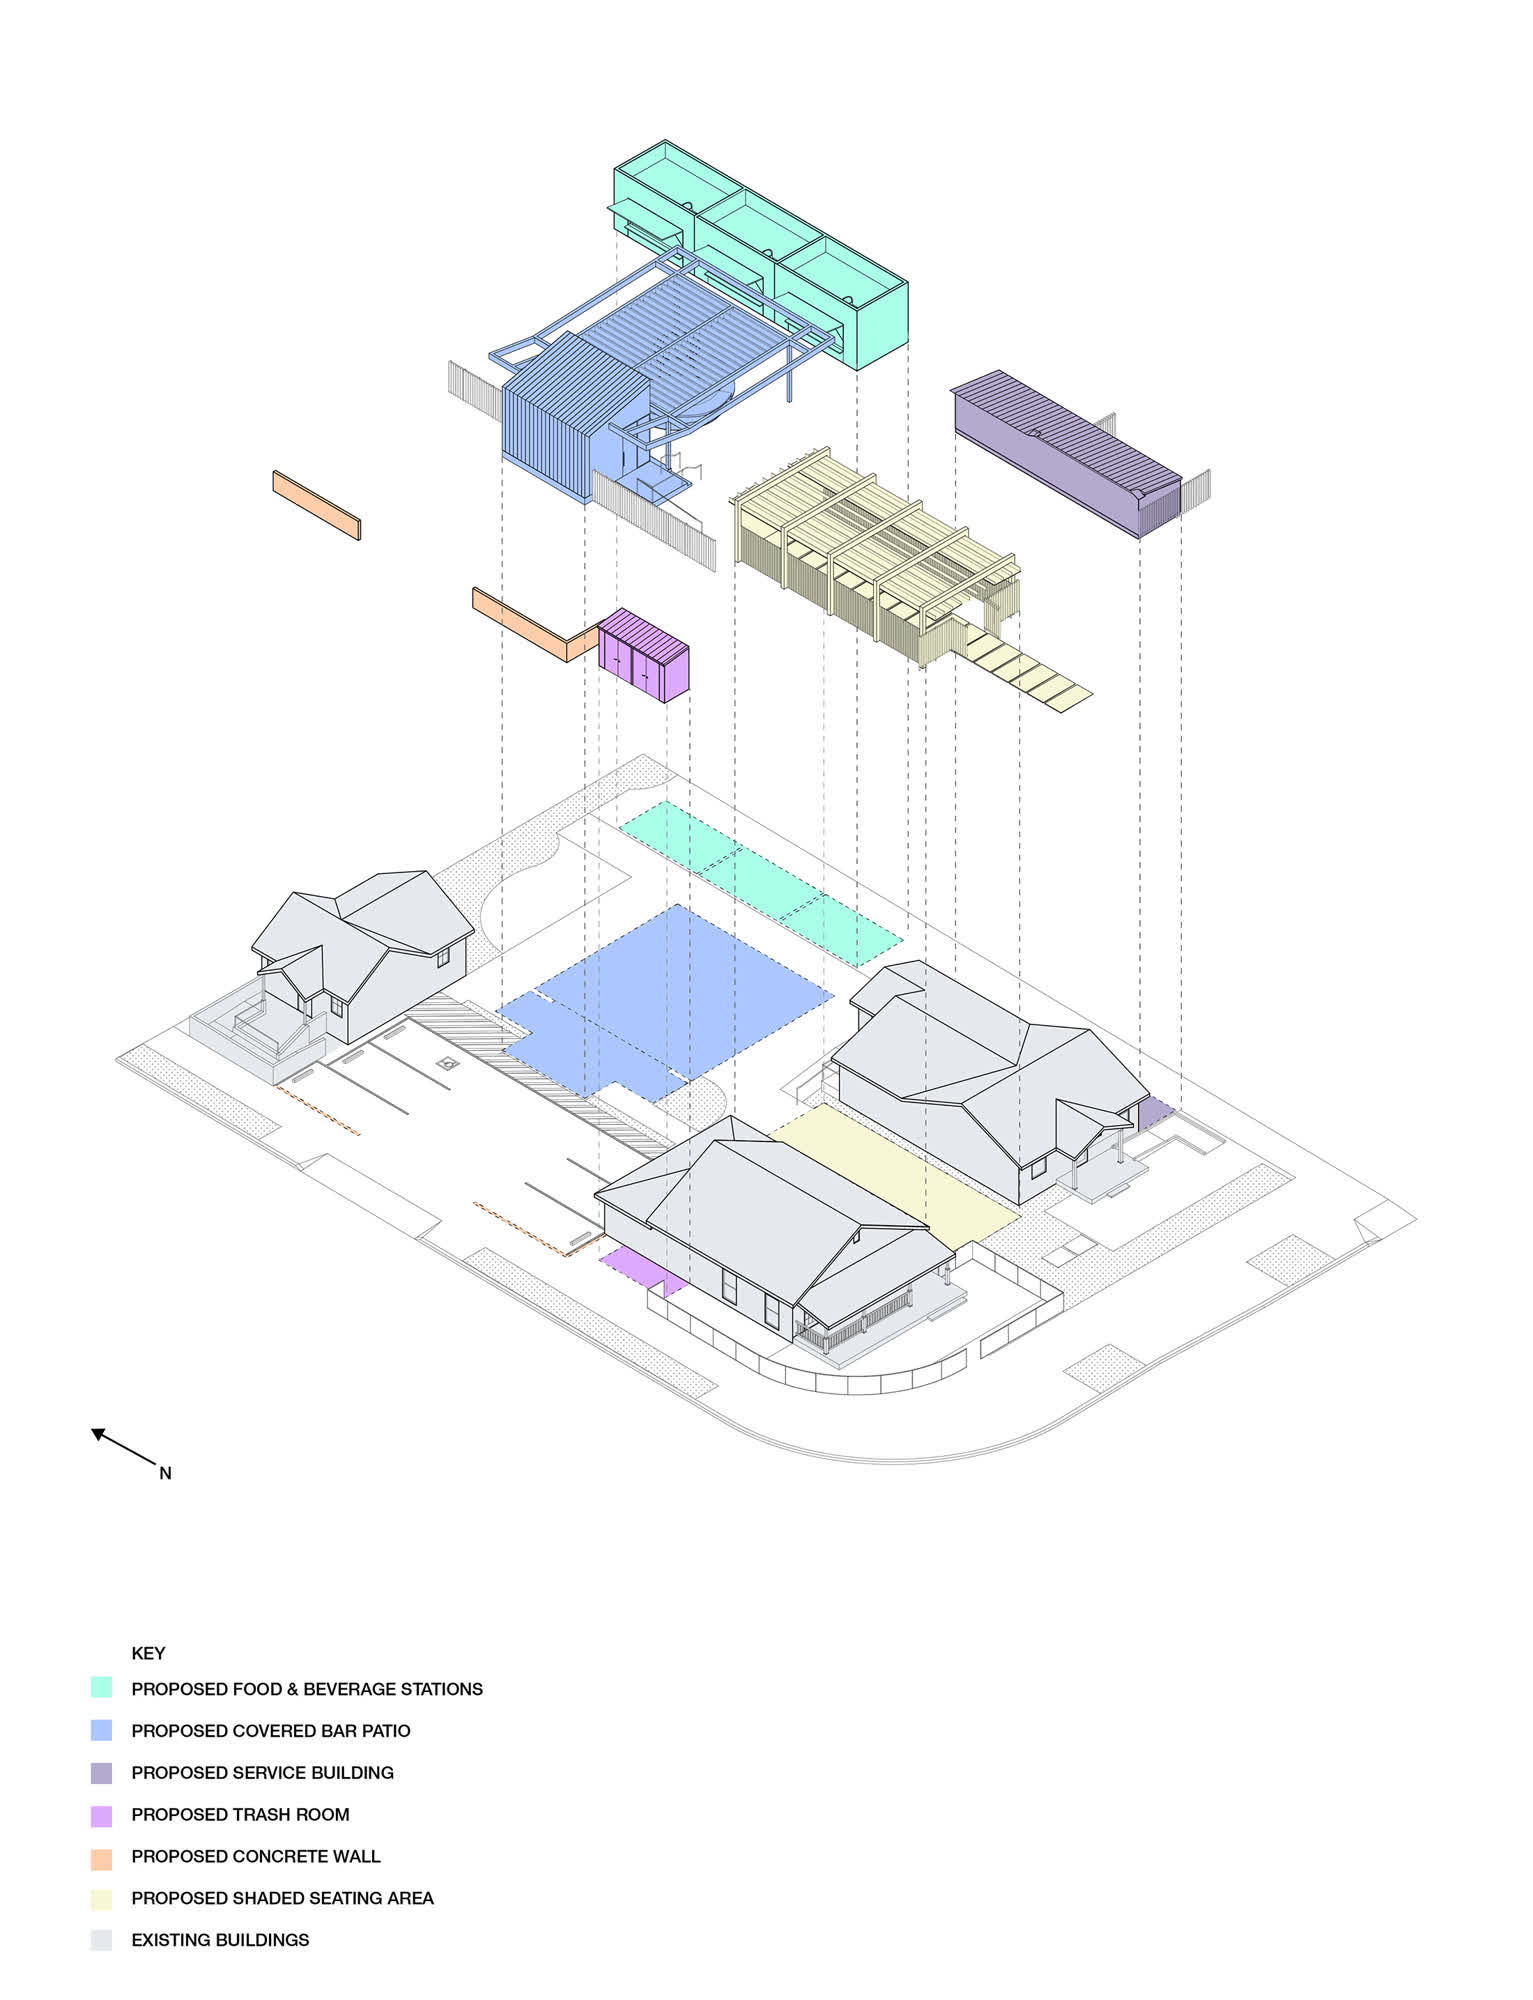 N
KEY
PROPOSED FOOD & BEVERAGE STATIONS
PROPOSED COVERED BAR PATIO
PROPOSED SERVICE BUILDING
PROPOSED TRASH ROOM
PROPOSED CONCRETE WALL
PROPOSED SHADED SEATING AREA
EXISTING BUILDINGS